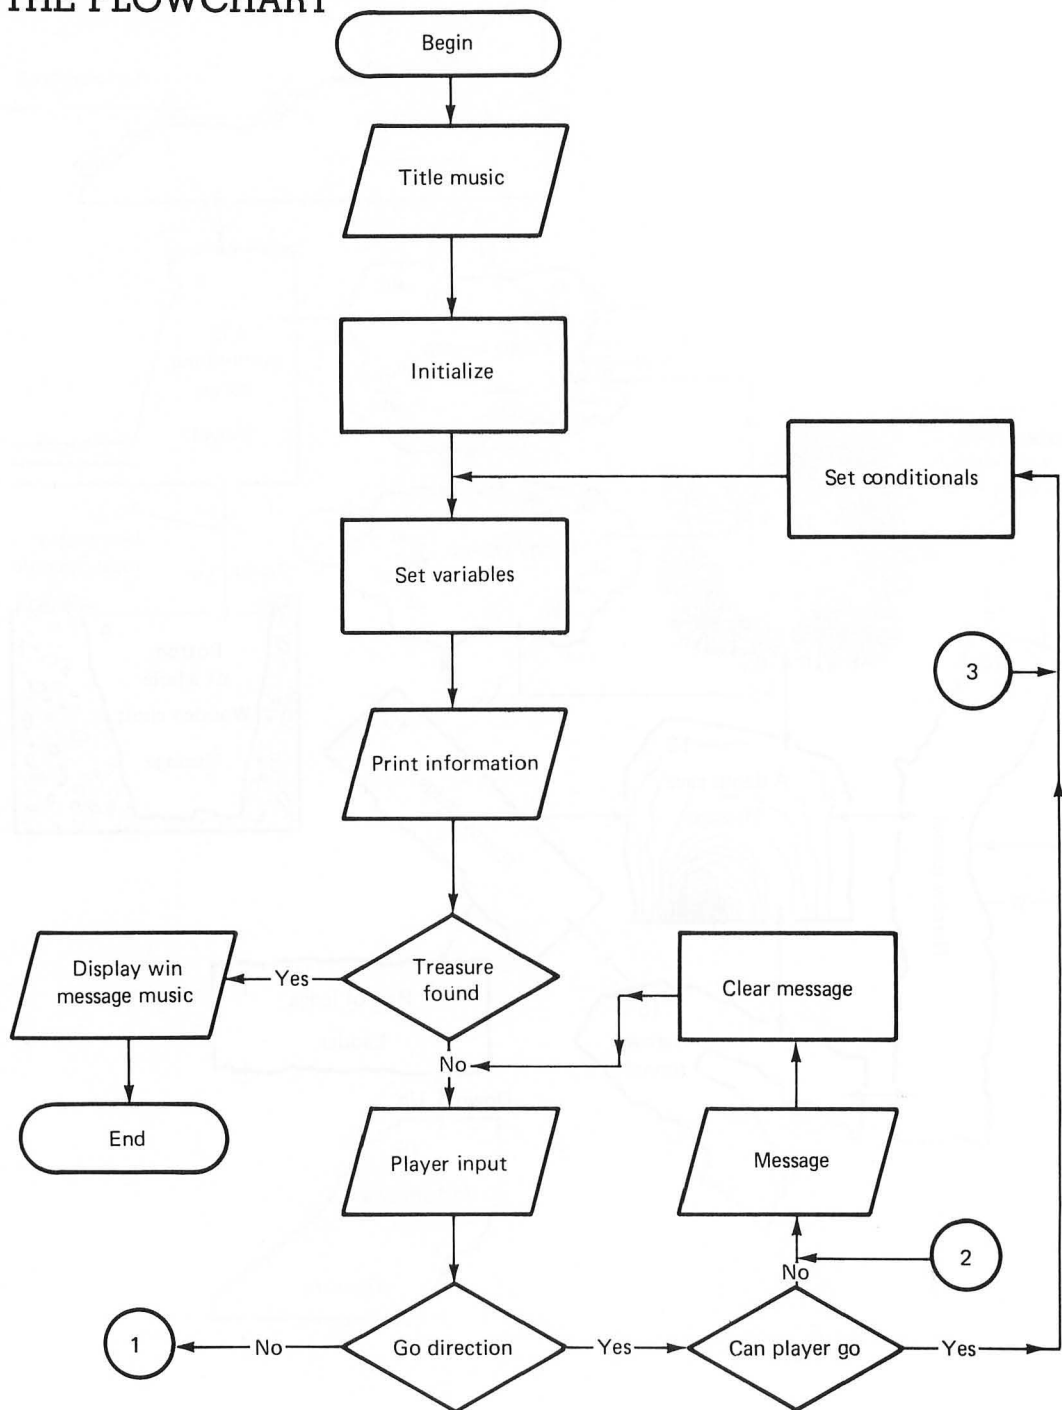 THE FLOWCHART
Begin
Title music
Initialize
Set conditionals
Set variables
3
Print information
Treasure
found
Yes
Display win
message music
Clear message
No
End
Player input
Message
2
No
1
No
Go direction
Yes
Can player go
Yes